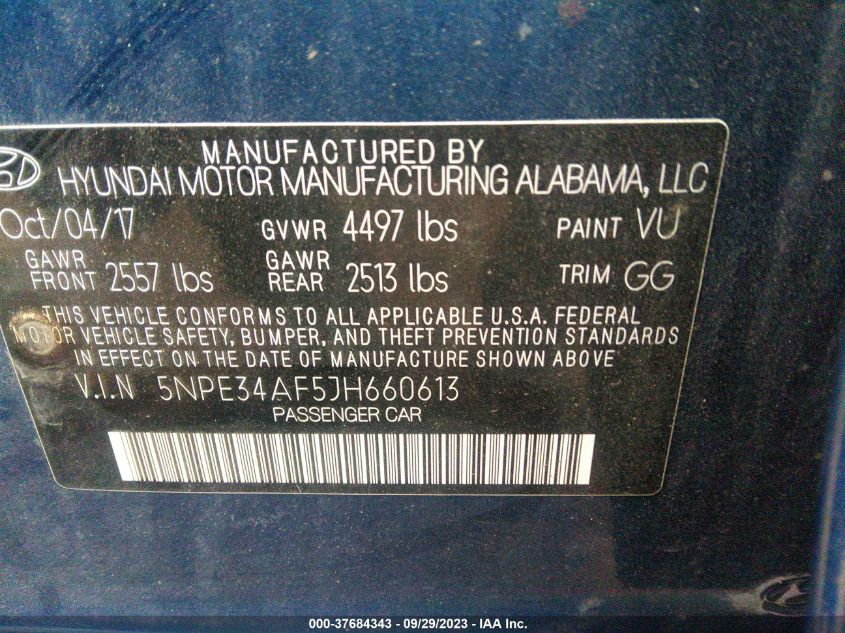 MANUFACTURED BY
HYUNDAI MOTOR MANUFACTURING ALABAMA, LLC
Oct/04/17 GVWR 4497 lbs PAINT VU
GAWR FRONT 2557 lbs GAWR REAR 2513 lbs TRIM GG
THIS VEHICLE CONFORMS TO ALL APPLICABLE U.S.A. FEDERAL
MOTOR VEHICLE SAFETY, BUMPER, AND THEFT PREVENTION STANDARDS
IN EFFECT ON THE DATE OF MANUFACTURE SHOWN ABOVE
V.I.N 5NPE34AF5JH660613
PASSENGER CAR
000-37684343 - 09/29/2023 - IAA Inc.